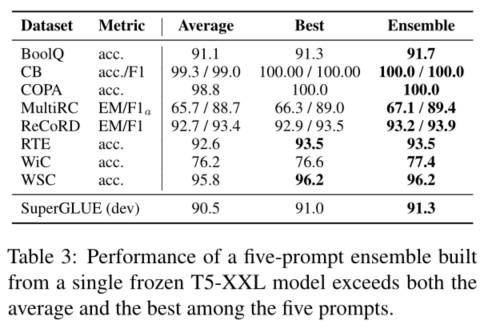 Dataset Metric Average Best Ensemble
BoolQ acc. 91.1 91.3 91.7
CB acc./F1 99.3 / 99.0 100.00 / 100.00 100.0 / 100.0
COPA acc. 98.8 100.0 100.0
MultiRC EM/F1ₐ 65.7 / 88.7 66.3 / 89.0 67.1 / 89.4
ReCoRD EM/F1 92.7 / 93.4 92.9 / 93.5 93.2 / 93.9
RTE acc. 92.6 93.5 93.5
WiC acc. 76.2 76.6 77.4
WSC acc. 95.8 96.2 96.2
SuperGLUE (dev) 90.5 91.0 91.3
Table 3: Performance of a five-prompt ensemble built
from a single frozen T5-XXL model exceeds both the
average and the best among the five prompts.